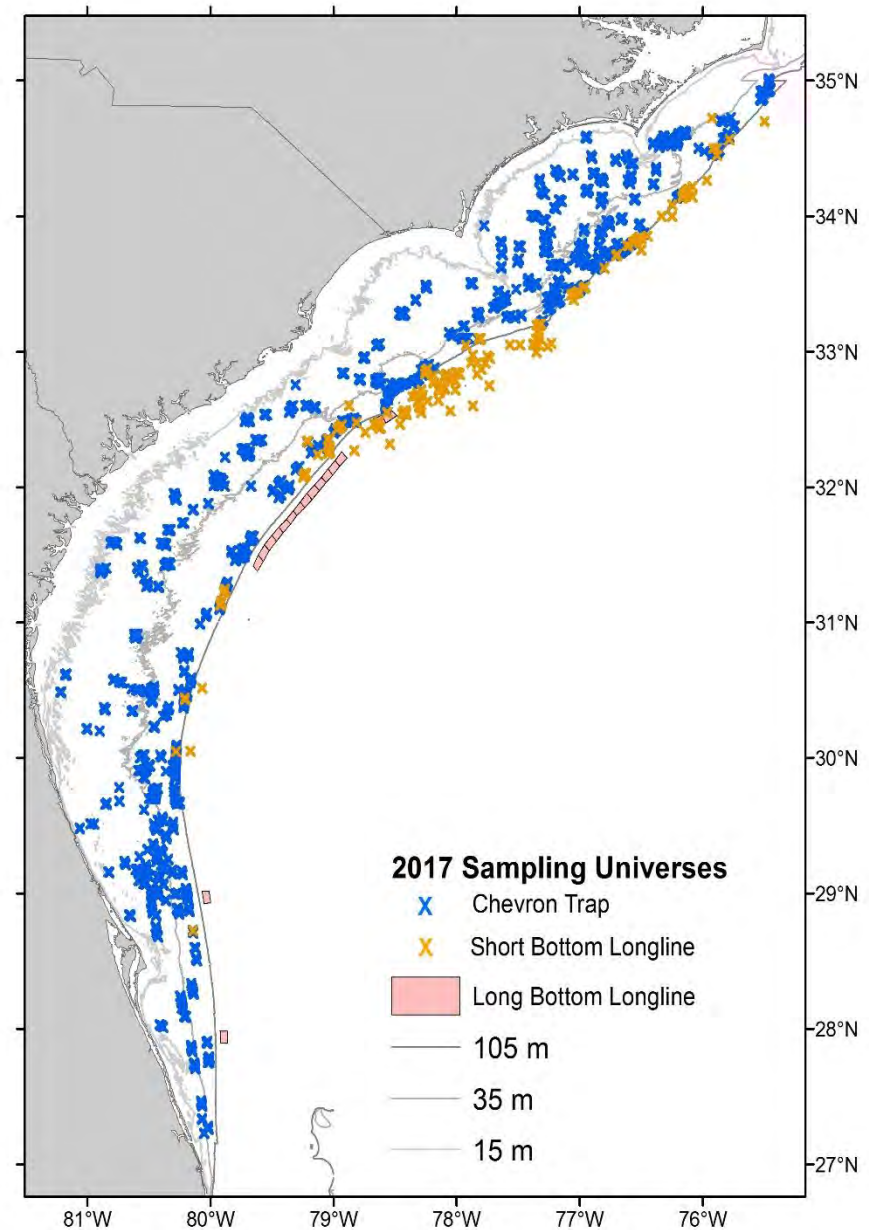 35°N
34°N
33°N
32°N
31°N
30°N
2017 Sampling Universes
X Chevron Trap
29°N
X Short Bottom Longline
Long Bottom Longline
28°N
105 m
35 m
15 m
27°N
81°W 80°W 79°W 78°W 77°W 76°W